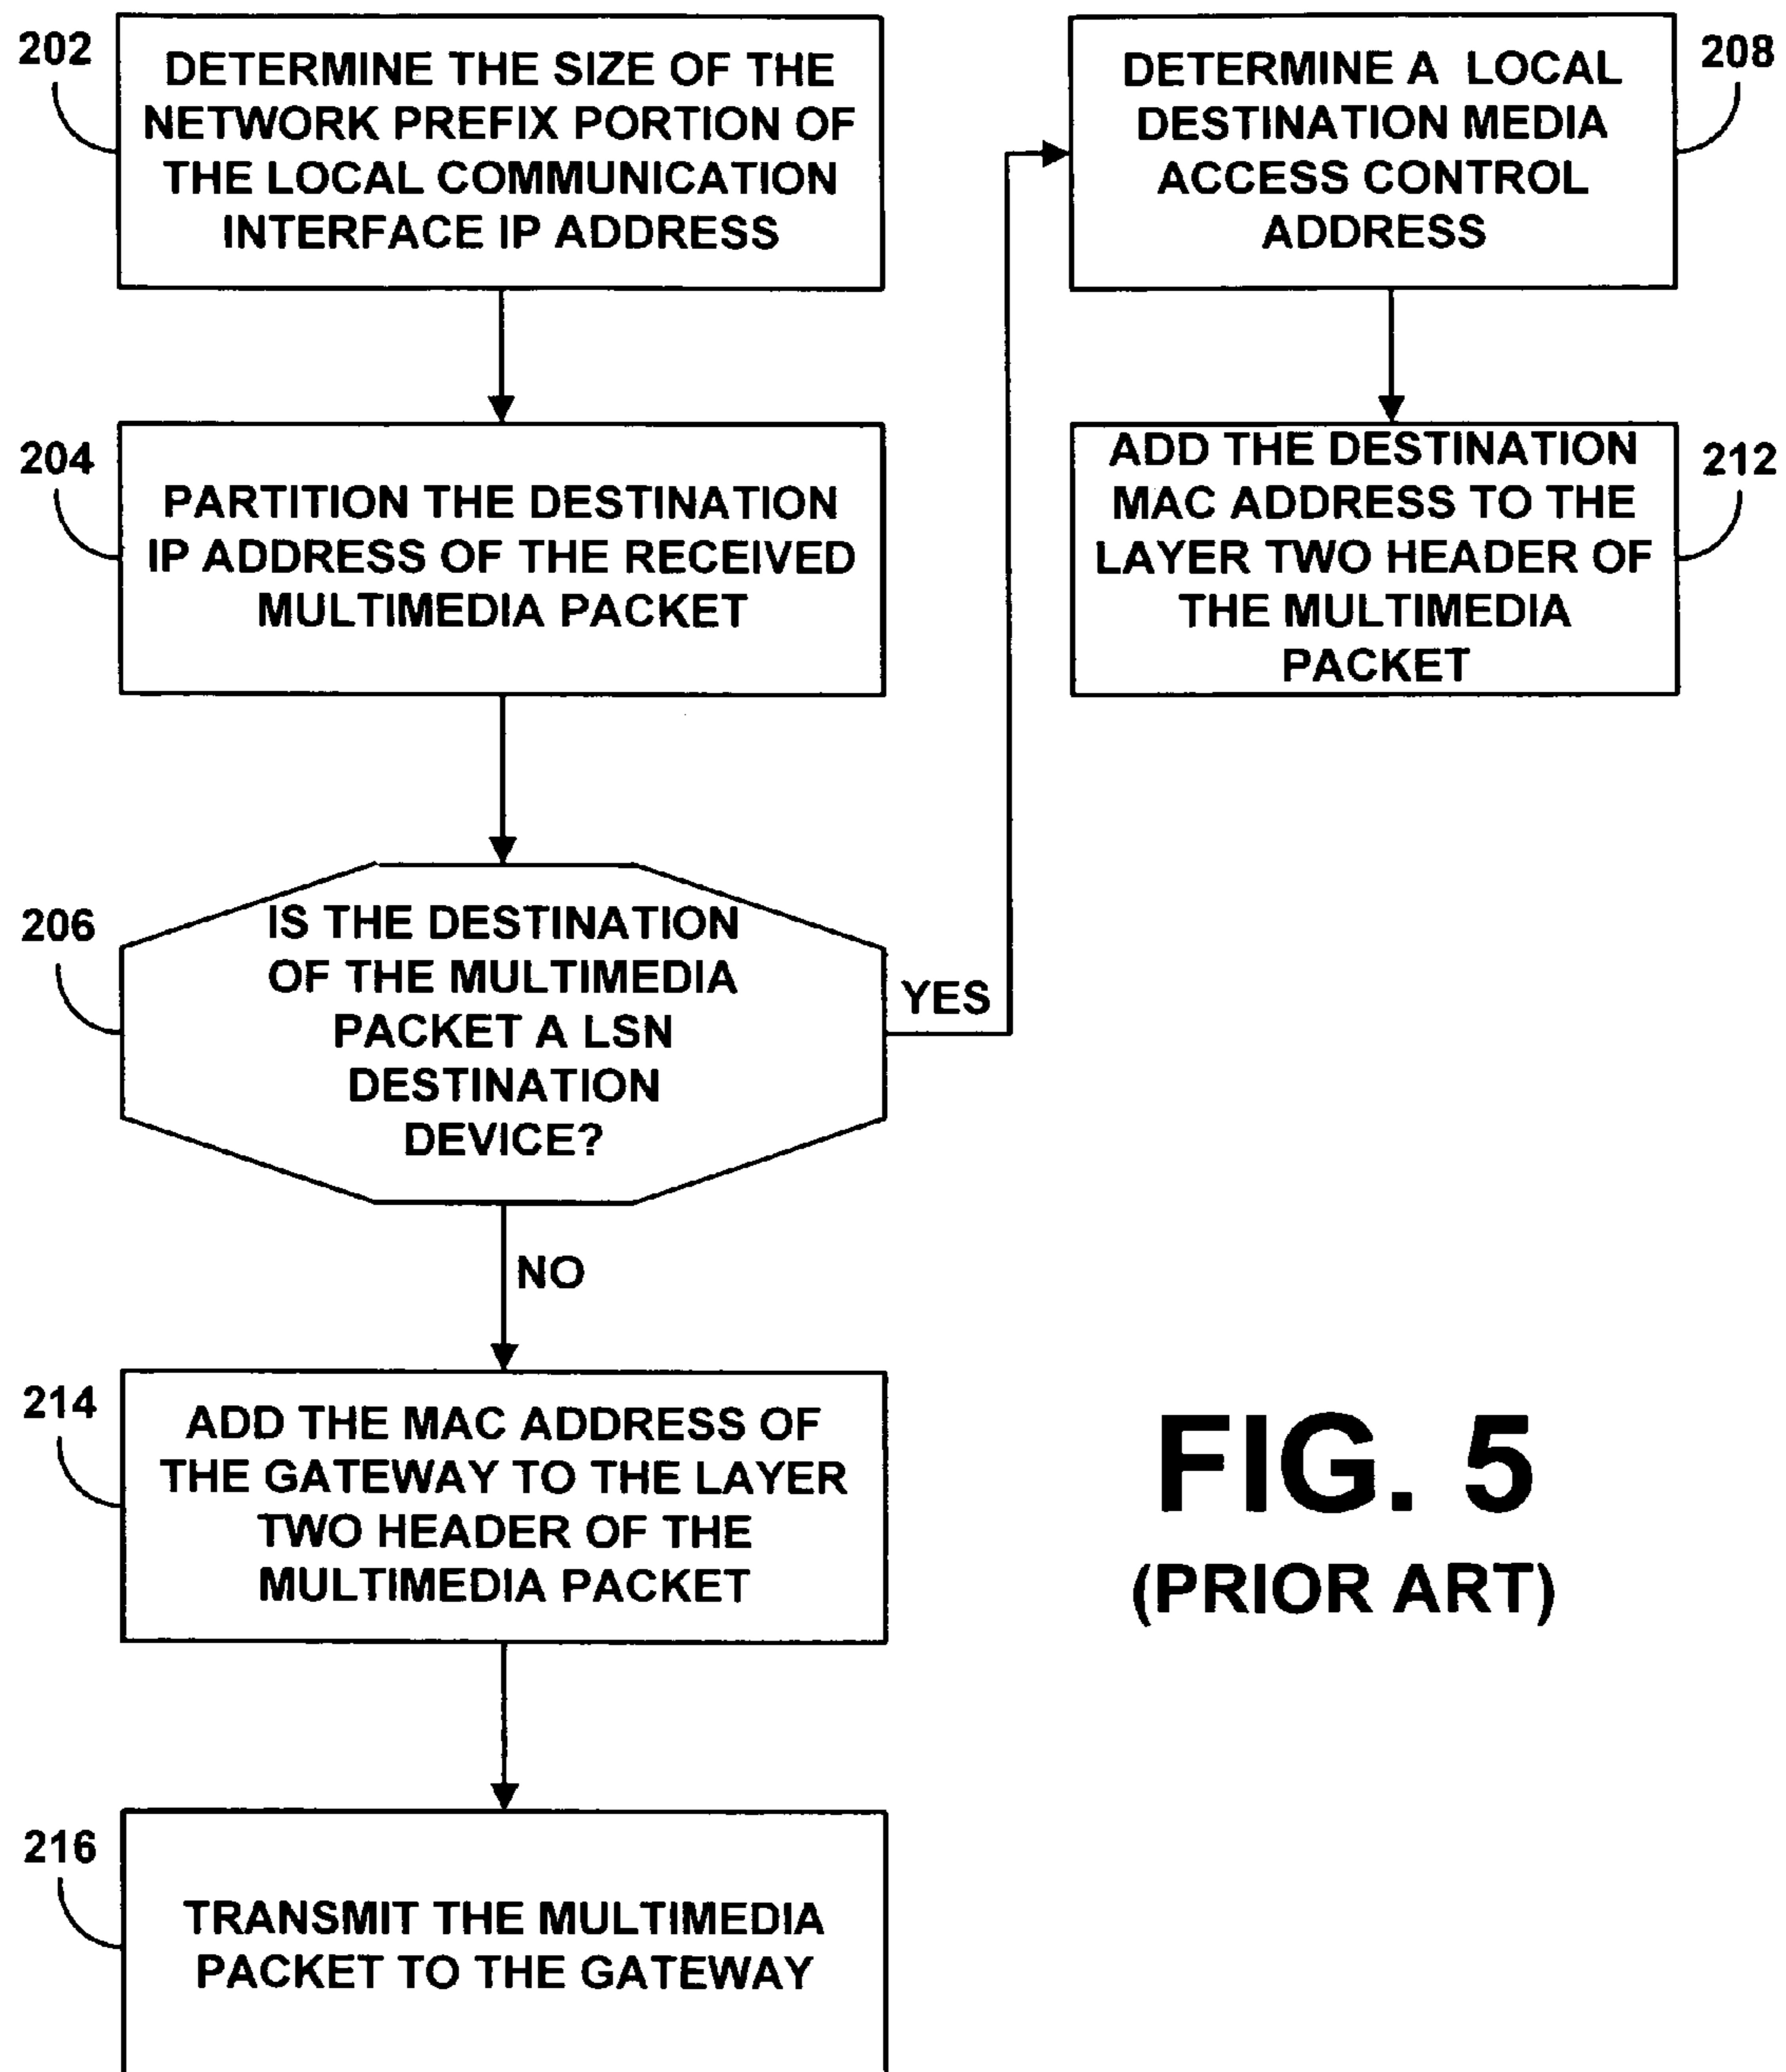 202
DETERMINE THE SIZE OF THE
NETWORK PREFIX PORTION OF
THE LOCAL COMMUNICATION
INTERFACE IP ADDRESS
204
PARTITION THE DESTINATION
IP ADDRESS OF THE RECEIVED
MULTIMEDIA PACKET
206
IS THE DESTINATION
OF THE MULTIMEDIA
PACKET A LSN
DESTINATION
DEVICE?
YES
NO
208
DETERMINE A LOCAL
DESTINATION MEDIA
ACCESS CONTROL
ADDRESS
212
ADD THE DESTINATION
MAC ADDRESS TO THE
LAYER TWO HEADER OF
THE MULTIMEDIA
PACKET
214
ADD THE MAC ADDRESS OF
THE GATEWAY TO THE LAYER
TWO HEADER OF THE
MULTIMEDIA PACKET
216
TRANSMIT THE MULTIMEDIA
PACKET TO THE GATEWAY
FIG. 5
(PRIOR ART)